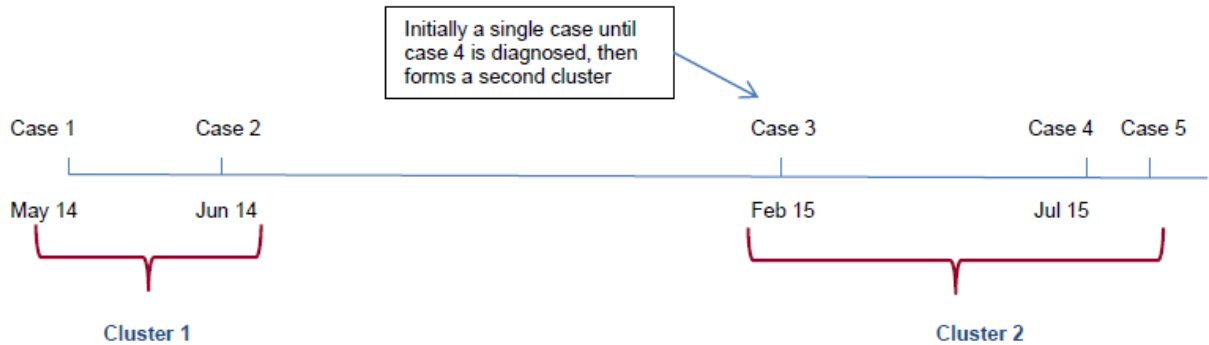 Initially a single case until
case 4 is diagnosed, then
forms a second cluster
Case 1 Case 2 Case 3 Case 4 Case 5
May 14 Jun 14 Feb 15 Jul 15
Cluster 1 Cluster 2